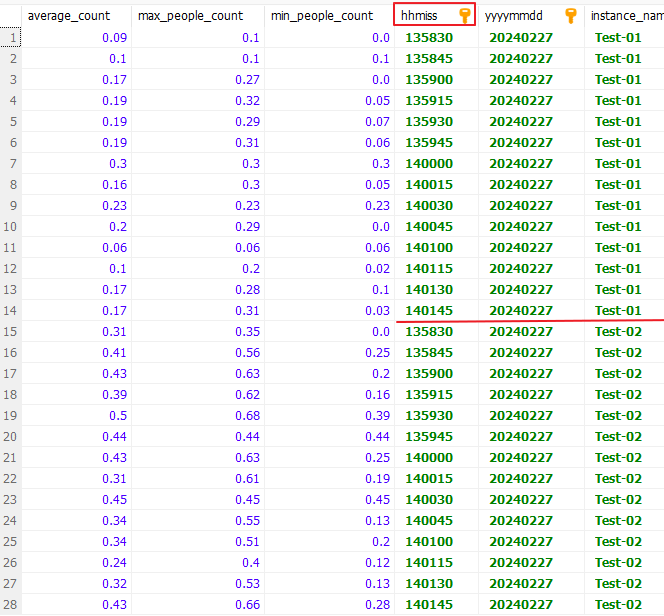 average_count max_people_count min_people_count hhmiss yyyymmdd instance_nam
1 0.09 0.1 0.0 135830 20240227 Test-01
2 0.1 0.1 0.1 135845 20240227 Test-01
3 0.17 0.27 0.0 135900 20240227 Test-01
4 0.19 0.32 0.05 135915 20240227 Test-01
5 0.19 0.29 0.07 135930 20240227 Test-01
6 0.19 0.31 0.06 135945 20240227 Test-01
7 0.3 0.3 0.3 140000 20240227 Test-01
8 0.16 0.3 0.05 140015 20240227 Test-01
9 0.23 0.23 0.23 140030 20240227 Test-01
10 0.2 0.29 0.0 140045 20240227 Test-01
11 0.06 0.06 0.06 140100 20240227 Test-01
12 0.1 0.2 0.02 140115 20240227 Test-01
13 0.17 0.28 0.1 140130 20240227 Test-01
14 0.17 0.31 0.03 140145 20240227 Test-01
15 0.31 0.35 0.0 135830 20240227 Test-02
16 0.41 0.56 0.25 135845 20240227 Test-02
17 0.43 0.63 0.2 135900 20240227 Test-02
18 0.39 0.62 0.16 135915 20240227 Test-02
19 0.5 0.68 0.39 135930 20240227 Test-02
20 0.44 0.44 0.44 135945 20240227 Test-02
21 0.43 0.63 0.25 140000 20240227 Test-02
22 0.31 0.61 0.19 140015 20240227 Test-02
23 0.45 0.45 0.45 140030 20240227 Test-02
24 0.34 0.55 0.13 140045 20240227 Test-02
25 0.34 0.51 0.2 140100 20240227 Test-02
26 0.24 0.4 0.12 140115 20240227 Test-02
27 0.32 0.53 0.13 140130 20240227 Test-02
28 0.43 0.66 0.28 140145 20240227 Test-02